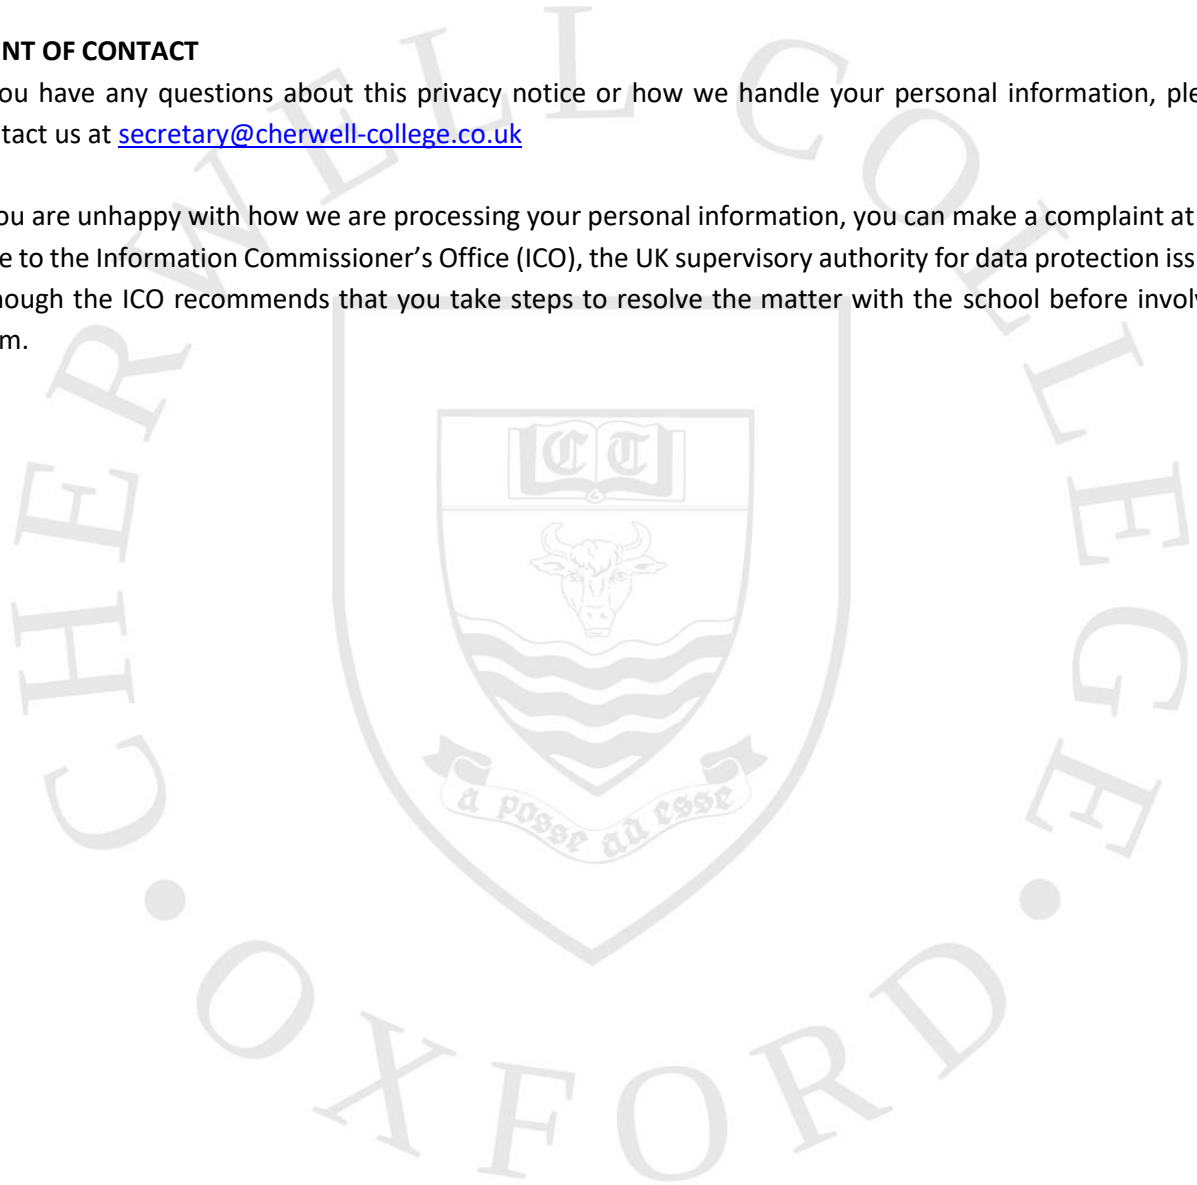 NT OF CONTACT
ou have any questions about this privacy notice or how we handle your personal information, ple
tact us at secretary@cherwell-college.co.uk
ou are unhappy with how we are processing your personal information, you can make a complaint at
e to the Information Commissioner's Office (ICO), the UK supervisory authority for data protection iss
hough the ICO recommends that you take steps to resolve the matter with the school before involv
m.
CHERWELL COLLEGE
C T
a posse ad esse
• OXFORD •